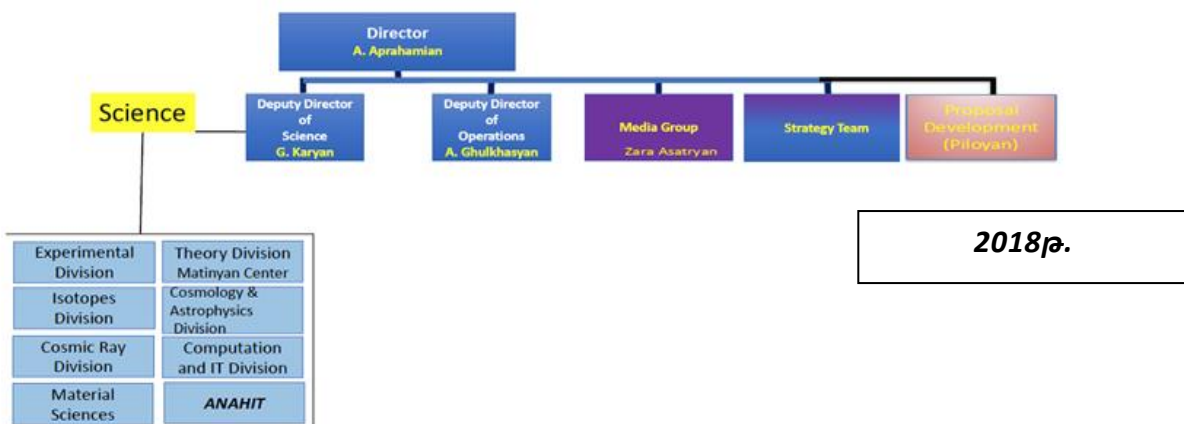 Director
A. Aprahamian
Science
Deputy Director
of
Science
G. Karyan
Deputy Director
of
Operations
A. Ghulkhasyan
Media Group
Zara Asatryan
Strategy Team
Proposal
Development
(Piloyan)
2018թ.
Experimental
Division
Theory Division
Matinyan Center
Isotopes
Division
Cosmology &
Astrophysics
Division
Cosmic Ray
Division
Computation
and IT Division
Material
Sciences
ANAHIT